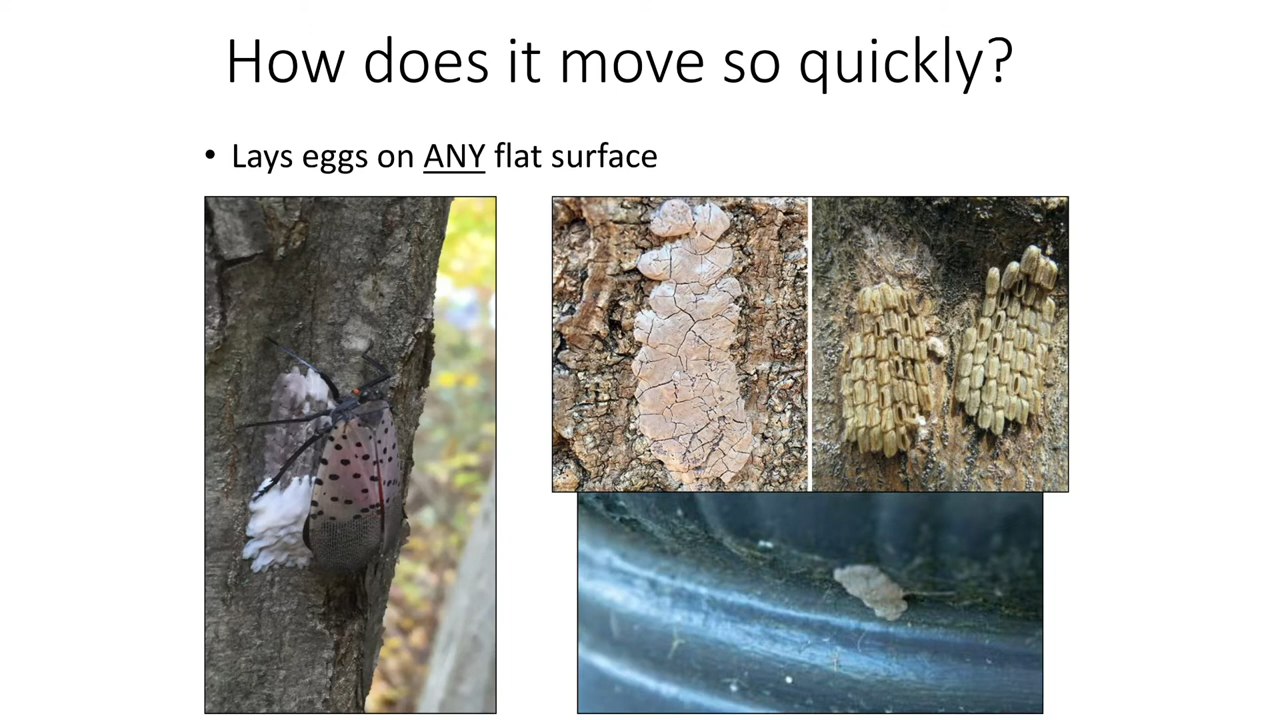 How does it move so quickly?
• Lays eggs on ANY flat surface